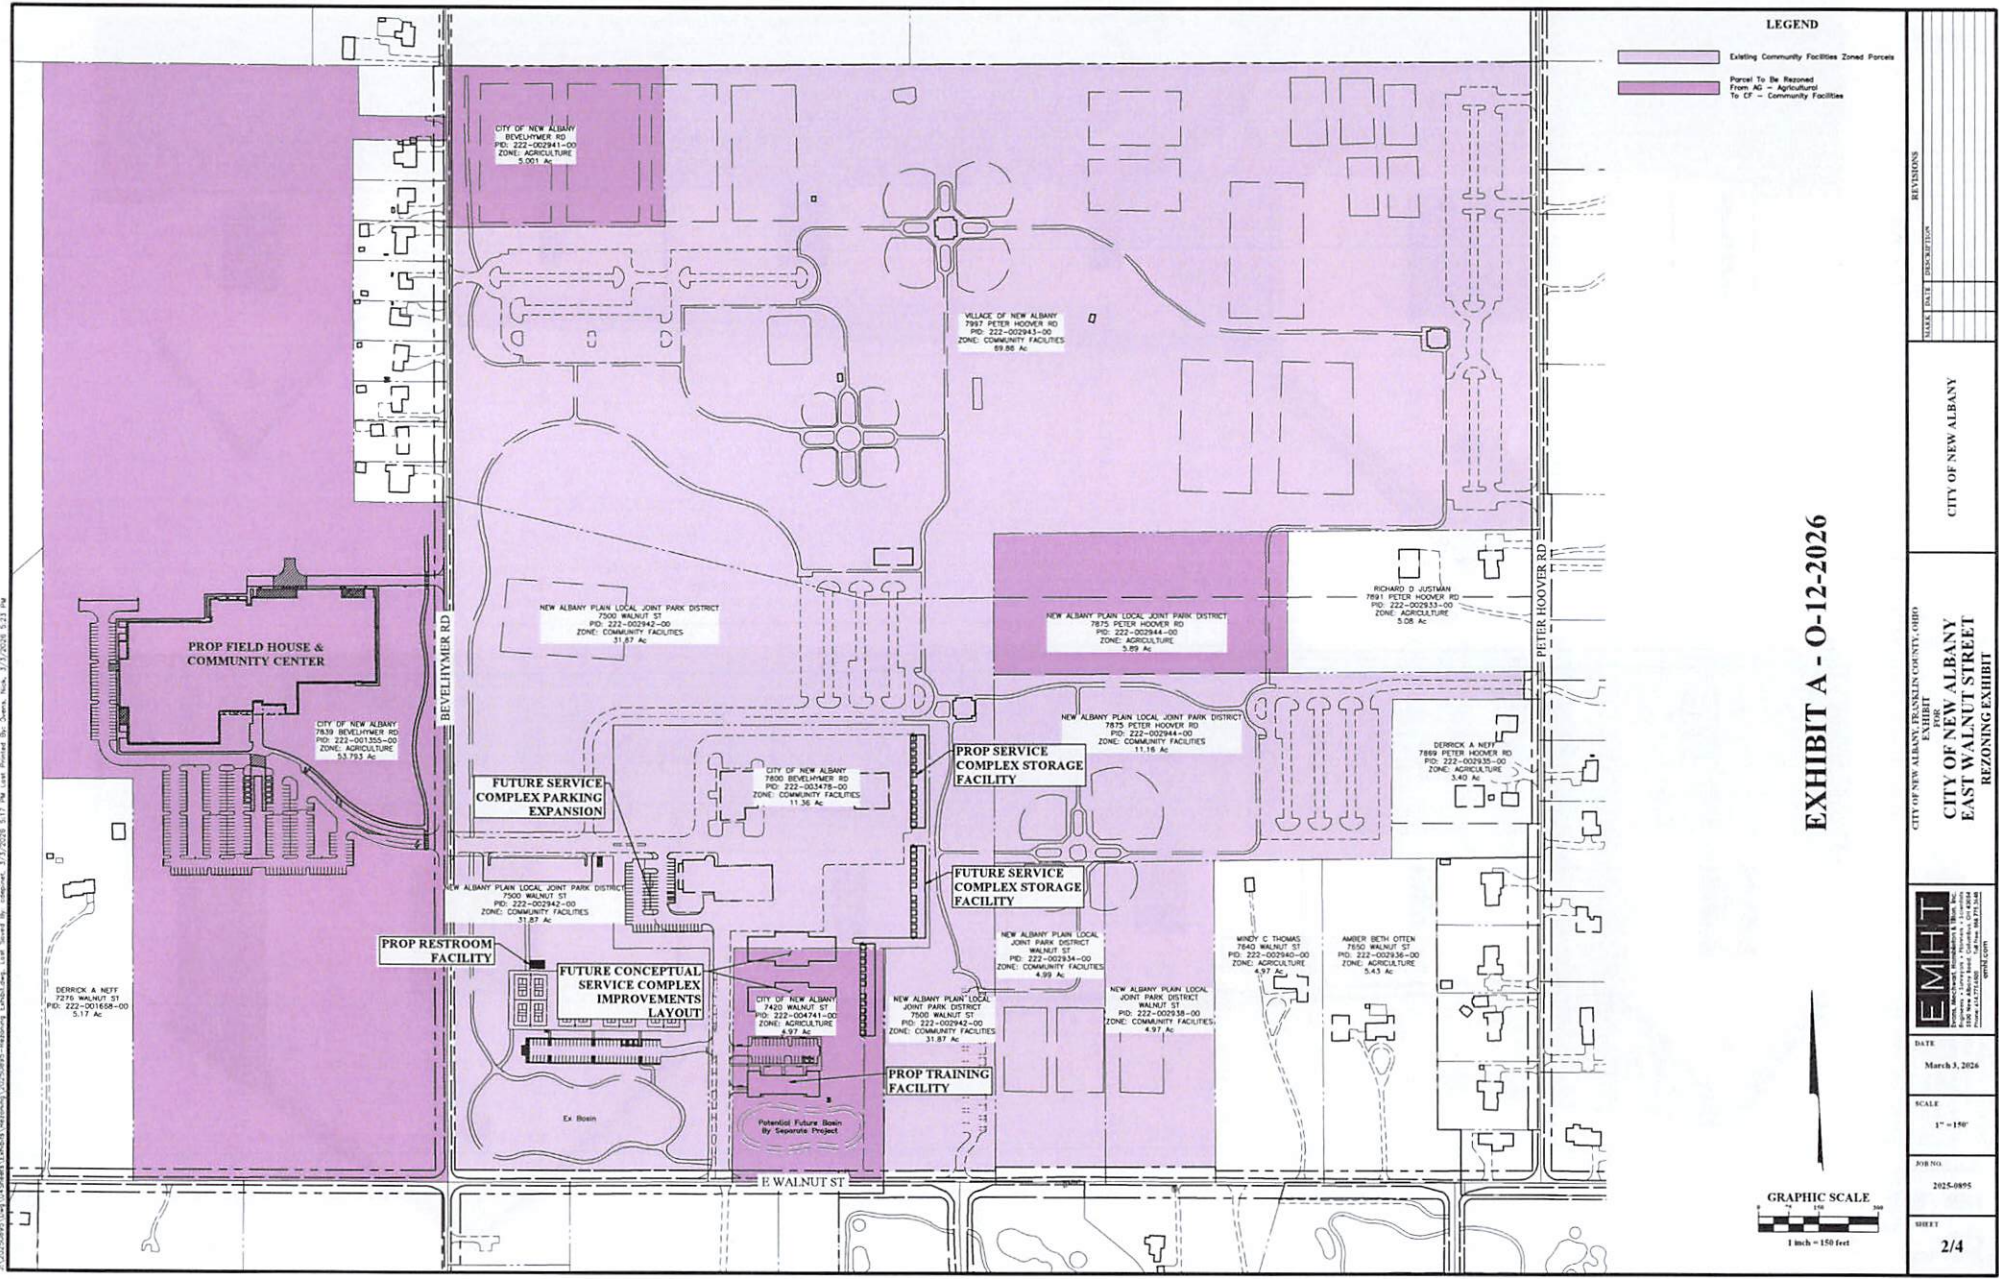 LEGEND
Existing Community Facilities Zoned Parcels
Parcel To Be Rezoned
From AG - Agricultural
To CF - Community Facilities
CITY OF NEW ALBANY
BEVELHYMER RD
PID: 222-002941-00
ZONE: AGRICULTURE
5.001 Ac
VILLAGE OF NEW ALBANY
7997 PETER HOOVER RD
PID: 222-002943-00
ZONE: COMMUNITY FACILITIES
69.86 Ac
NEW ALBANY PLAIN LOCAL JOINT PARK DISTRICT
7500 WALNUT ST
PID: 222-002942-00
ZONE: COMMUNITY FACILITIES
31.87 Ac
NEW ALBANY PLAIN LOCAL JOINT PARK DISTRICT
7875 PETER HOOVER RD
PID: 222-002944-00
ZONE: AGRICULTURE
5.89 Ac
RICHARD D JUSTMAN
7891 PETER HOOVER RD
PID: 222-002933-00
ZONE: AGRICULTURE
5.08 Ac
PROP FIELD HOUSE &
COMMUNITY CENTER
BEVELHYMER RD
PETER HOOVER RD
CITY OF NEW ALBANY
7839 BEVELHYMER RD
PID: 222-001355-00
ZONE: AGRICULTURE
53.793 Ac
NEW ALBANY PLAIN LOCAL JOINT PARK DISTRICT
7875 PETER HOOVER RD
PID: 222-002944-00
ZONE: COMMUNITY FACILITIES
11.16 Ac
DERRICK A NEFF
7869 PETER HOOVER RD
PID: 222-002935-00
ZONE: AGRICULTURE
3.40 Ac
PROP SERVICE
COMPLEX STORAGE
FACILITY
CITY OF NEW ALBANY
7800 BEVELHYMER RD
PID: 222-003478-00
ZONE: COMMUNITY FACILITIES
11.36 Ac
FUTURE SERVICE
COMPLEX PARKING
EXPANSION
FUTURE SERVICE
COMPLEX STORAGE
FACILITY
NEW ALBANY PLAIN LOCAL JOINT PARK DISTRICT
7500 WALNUT ST
PID: 222-002942-00
ZONE: COMMUNITY FACILITIES
31.87 Ac
PROP RESTROOM
FACILITY
FUTURE CONCEPTUAL
SERVICE COMPLEX
IMPROVEMENTS
LAYOUT
CITY OF NEW ALBANY
7420 WALNUT ST
PID: 222-004741-00
ZONE: AGRICULTURE
4.97 Ac
NEW ALBANY PLAIN LOCAL
JOINT PARK DISTRICT
7500 WALNUT ST
PID: 222-002942-00
ZONE: COMMUNITY FACILITIES
31.87 Ac
NEW ALBANY PLAIN LOCAL
JOINT PARK DISTRICT
WALNUT ST
PID: 222-002934-00
ZONE: COMMUNITY FACILITIES
4.99 Ac
NEW ALBANY PLAIN LOCAL
JOINT PARK DISTRICT
WALNUT ST
PID: 222-002938-00
ZONE: COMMUNITY FACILITIES
4.97 Ac
MINDY C THOMAS
7640 WALNUT ST
PID: 222-002940-00
ZONE: AGRICULTURE
4.97 Ac
AMBER BETH OTTEN
7650 WALNUT ST
PID: 222-002936-00
ZONE: AGRICULTURE
5.43 Ac
DERRICK A NEFF
7276 WALNUT ST
PID: 222-001658-00
5.17 Ac
PROP TRAINING
FACILITY
Ex Basin
Potential Future Basin
By Separate Project
E WALNUT ST
EXHIBIT A - O-12-2026
GRAPHIC SCALE
0 75 150 300
1 inch = 150 feet
REVISIONS
MARK DATE DESCRIPTION
CITY OF NEW ALBANY
CITY OF NEW ALBANY, FRANKLIN COUNTY, OHIO
EXHIBIT
FOR
CITY OF NEW ALBANY
EAST WALNUT STREET
REZONING EXHIBIT
EMHT
emht.com
DATE
March 3, 2026
SCALE
1" = 150'
JOB NO.
2025-0895
SHEET
2/4